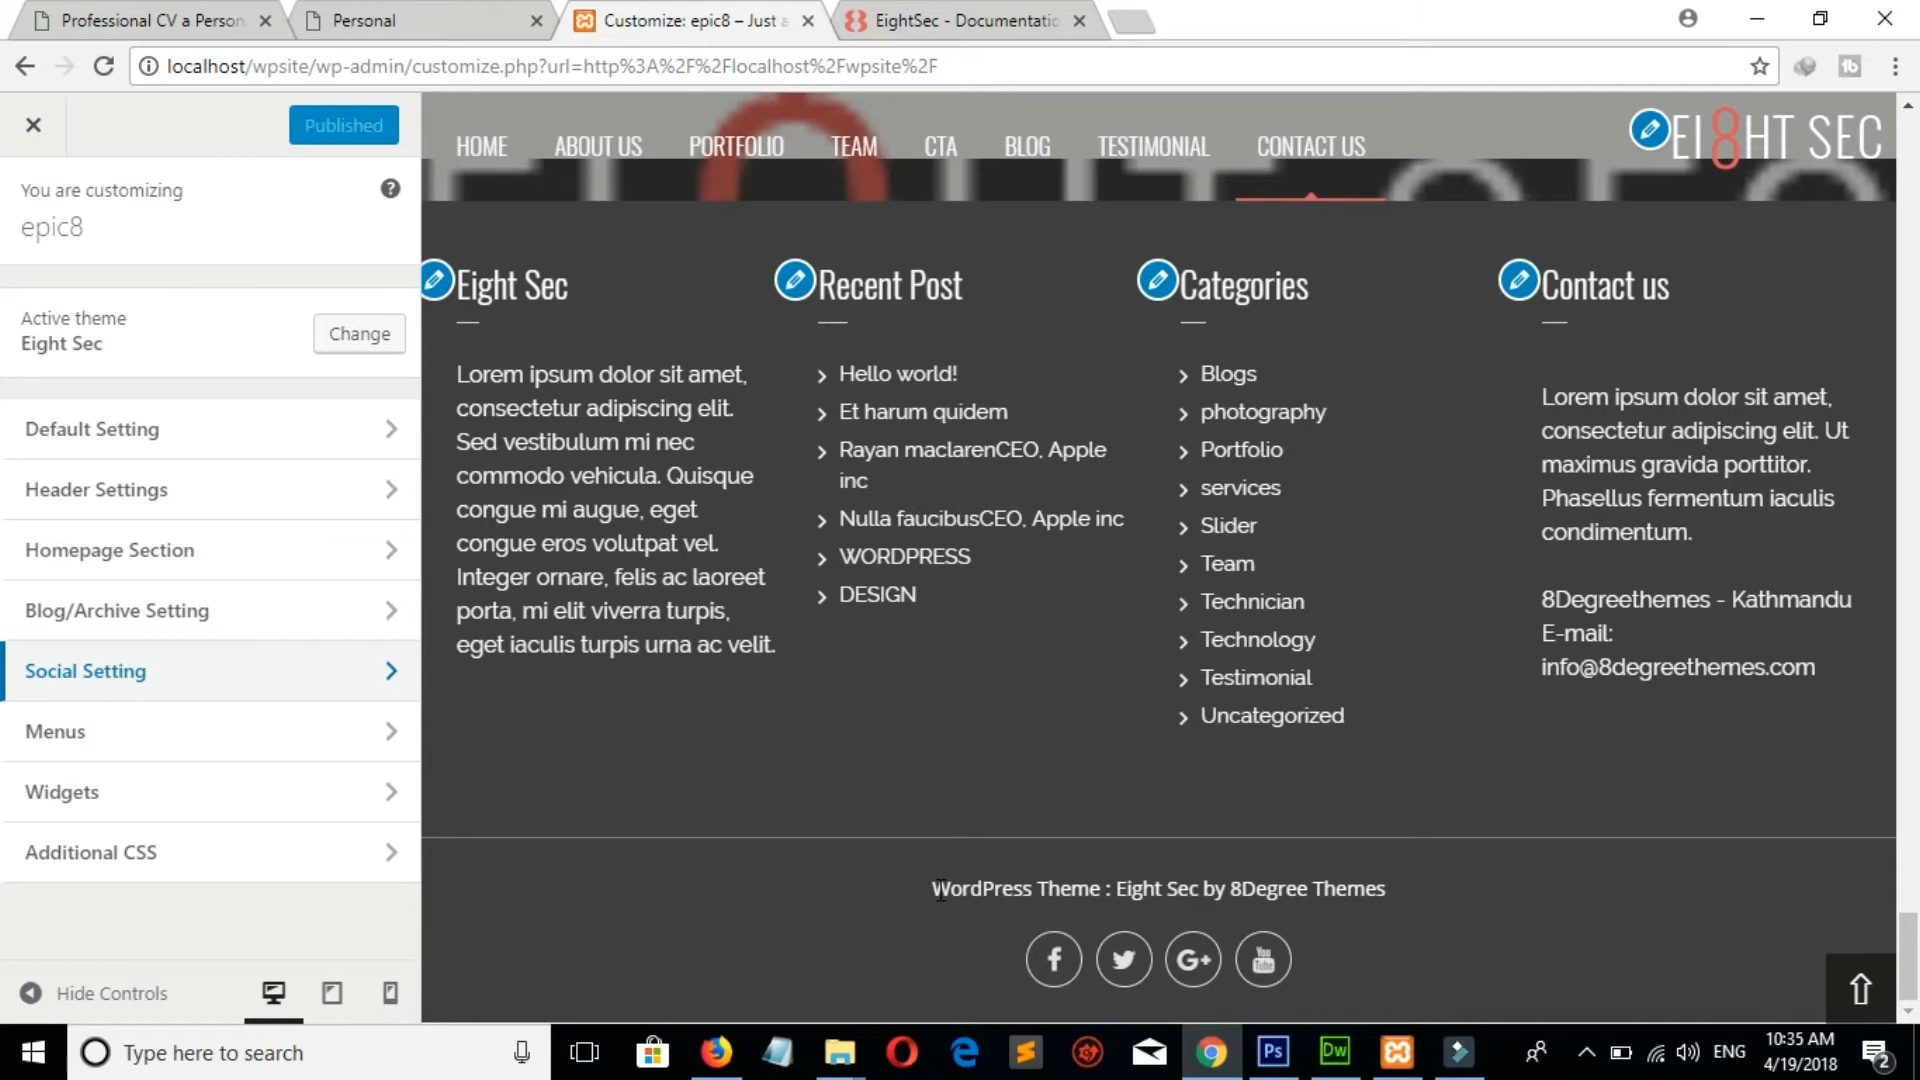 Professional CV a Person
Personal
Customize: epic8 – Just a
EightSec - Documentatio
localhost/wpsite/wp-admin/customize.php?url=http%3A%2F%2Flocalhost%2Fwpsite%2F
Published
You are customizing
epic8
Active theme
Eight Sec
Change
Default Setting
Header Settings
Homepage Section
Blog/Archive Setting
Social Setting
Menus
Widgets
Additional CSS
Hide Controls
HOME ABOUT US PORTFOLIO TEAM CTA BLOG TESTIMONIAL CONTACT US
EI8HT SEC
Eight Sec
Lorem ipsum dolor sit amet,
consectetur adipiscing elit.
Sed vestibulum mi nec
commodo vehicula. Quisque
congue mi augue, eget
congue eros volutpat vel.
Integer ornare, felis ac laoreet
porta, mi elit viverra turpis,
eget iaculis turpis urna ac velit.
Recent Post
Hello world!
Et harum quidem
Rayan maclarenCEO, Apple
inc
Nulla faucibusCEO, Apple inc
WORDPRESS
DESIGN
Categories
Blogs
photography
Portfolio
services
Slider
Team
Technician
Technology
Testimonial
Uncategorized
Contact us
Lorem ipsum dolor sit amet,
consectetur adipiscing elit. Ut
maximus gravida porttitor.
Phasellus fermentum iaculis
condimentum.
8Degreethemes - Kathmandu
E-mail:
info@8degreethemes.com
WordPress Theme : Eight Sec by 8Degree Themes
G+
You
Tube
Type here to search
Ps
Dw
ENG
10:35 AM
4/19/2018
2